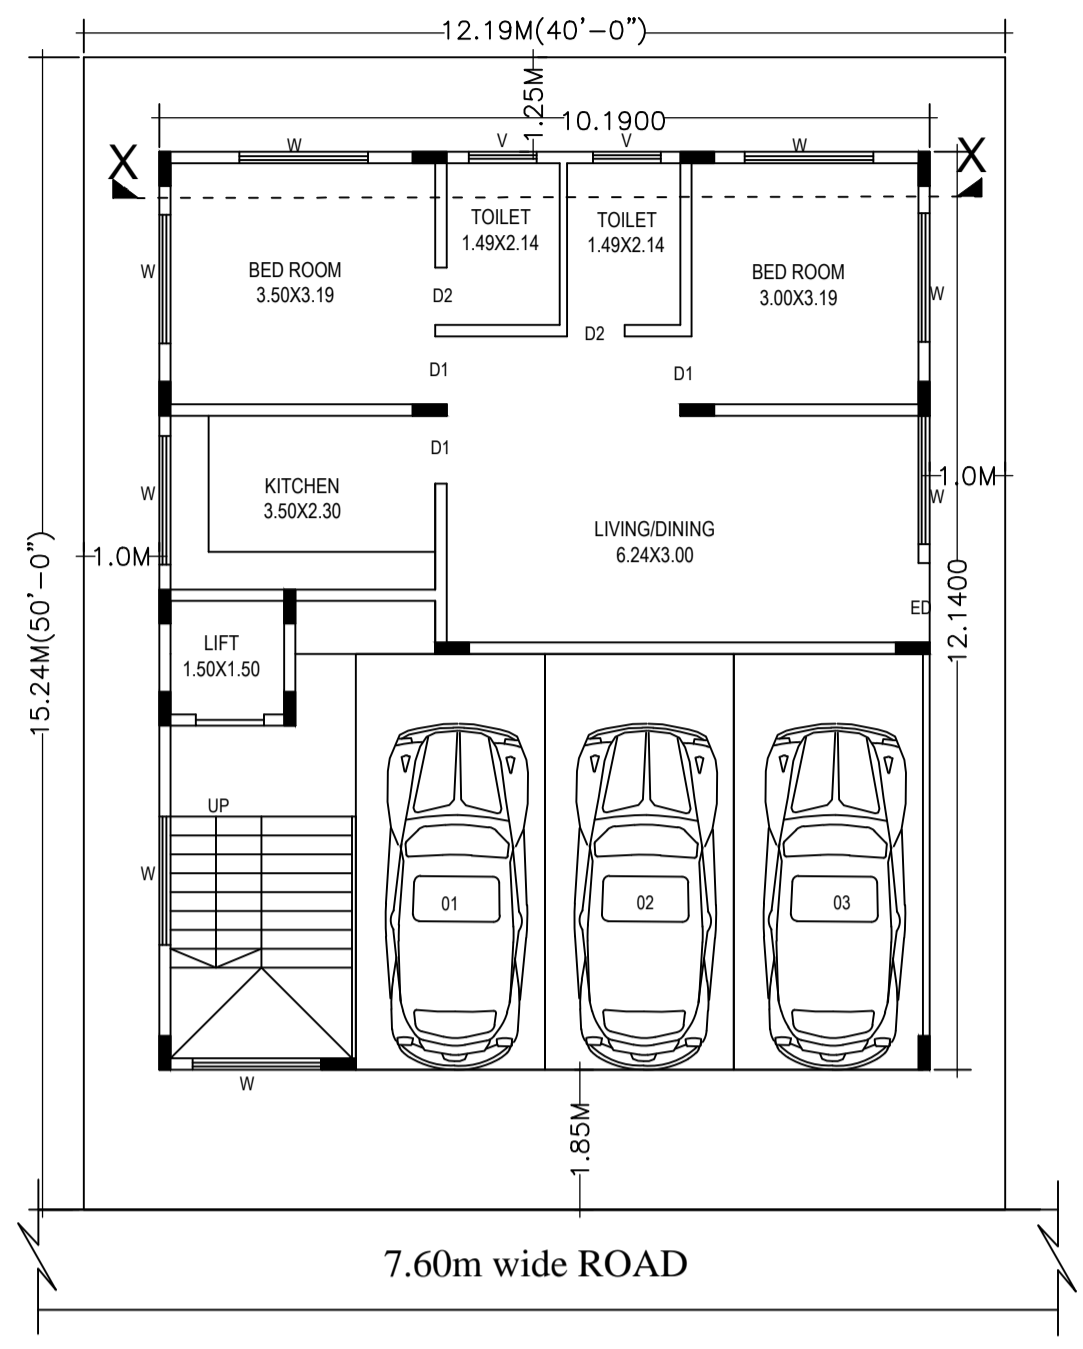 12.19M(40'-0")
1.25M
10.1900
W
V
V
W
X
X
TOILET
1.49X2.14
TOILET
1.49X2.14
BED ROOM
3.50X3.19
BED ROOM
3.00X3.19
W
W
D2
D2
D1
D1
D1
KITCHEN
3.50X2.30
W
1.0M
W
LIVING/DINING
6.24X3.00
15.24M(50'-0")
1.0M
12.1400
ED
LIFT
1.50X1.50
UP
W
01
02
03
W
1.85M
7.60m wide ROAD